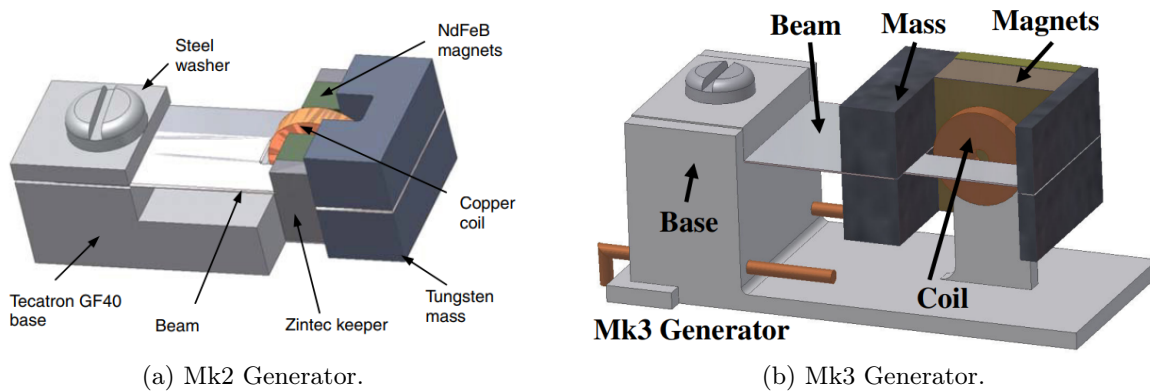 Steel
washer
NdFeB
magnets
Copper
coil
Tecatron GF40
base
Beam
Zintec keeper
Tungsten
mass
(a) Mk2 Generator.
Beam
Mass
Magnets
Base
Coil
Mk3 Generator
(b) Mk3 Generator.